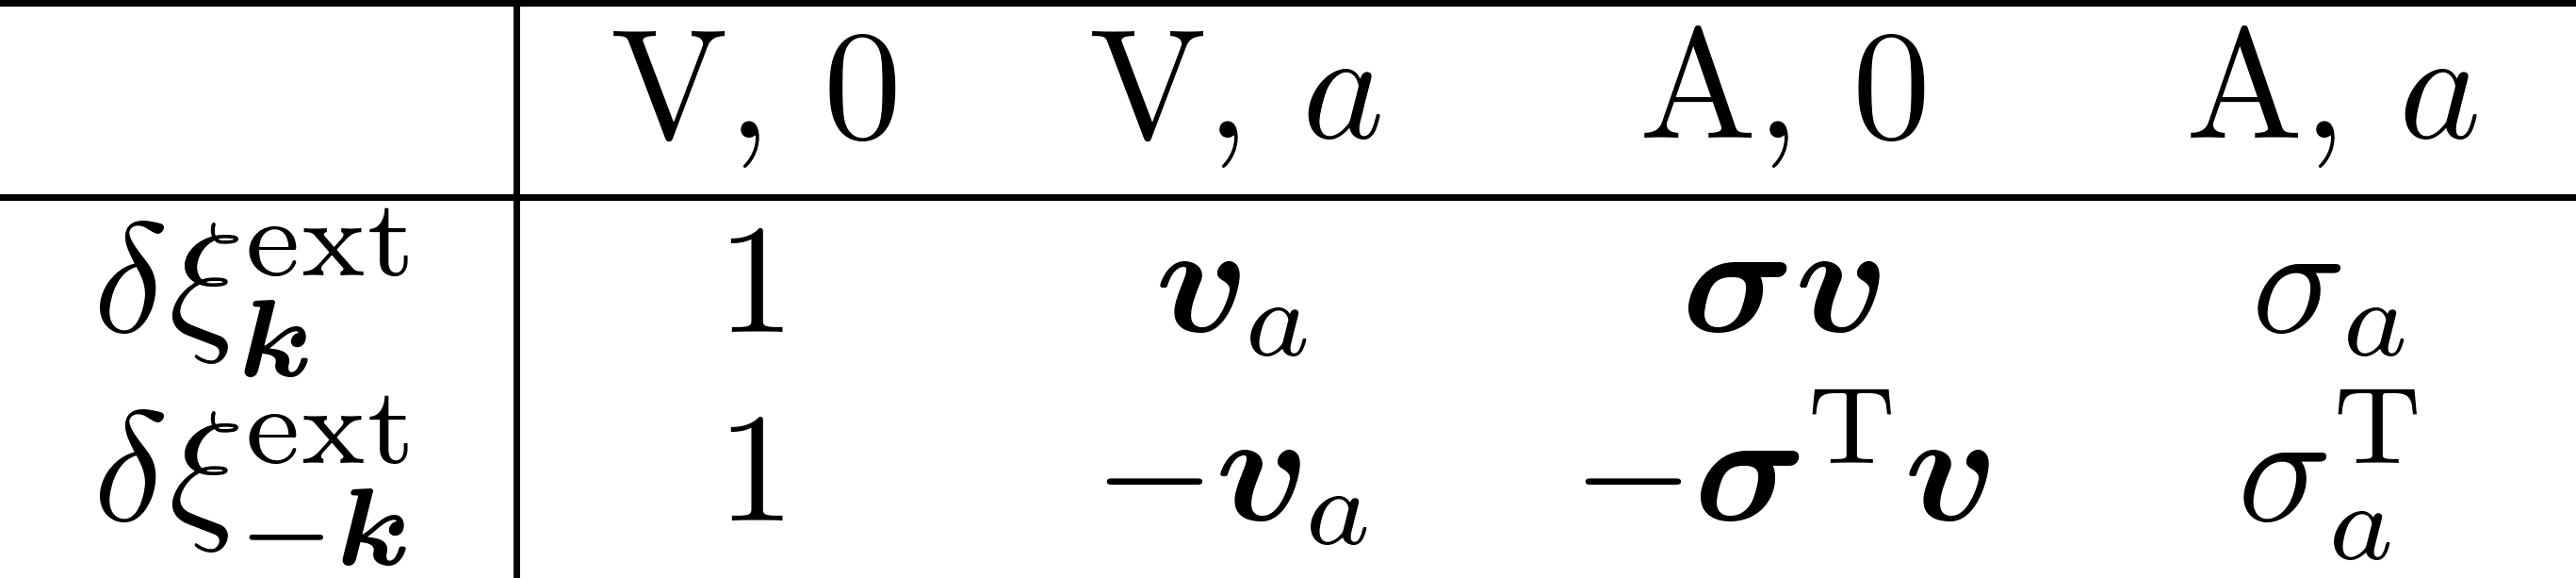 V, 0 V, a A, 0 A, a
δξ_k^ext 1 v_a σv σ_a
δξ_{-k}^ext 1 −v_a −σ^T v σ_a^T